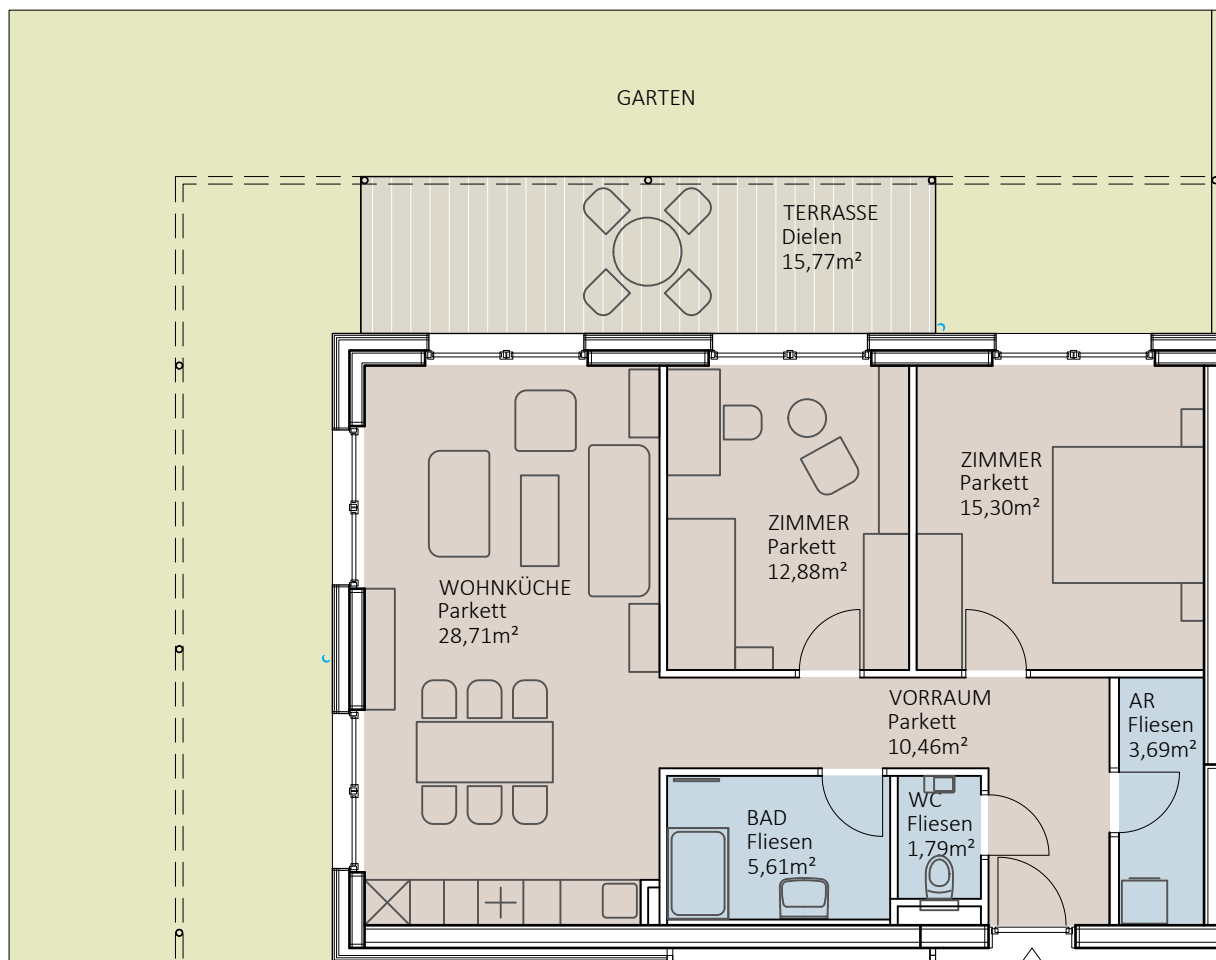 GARTEN
TERRASSE
Dielen
15,77m²
ZIMMER
Parkett
15,30m²
ZIMMER
Parkett
12,88m²
WOHNKÜCHE
Parkett
28,71m²
VORRAUM
Parkett
10,46m²
AR
Fliesen
3,69m²
WC
Fliesen
1,79m²
BAD
Fliesen
5,61m²